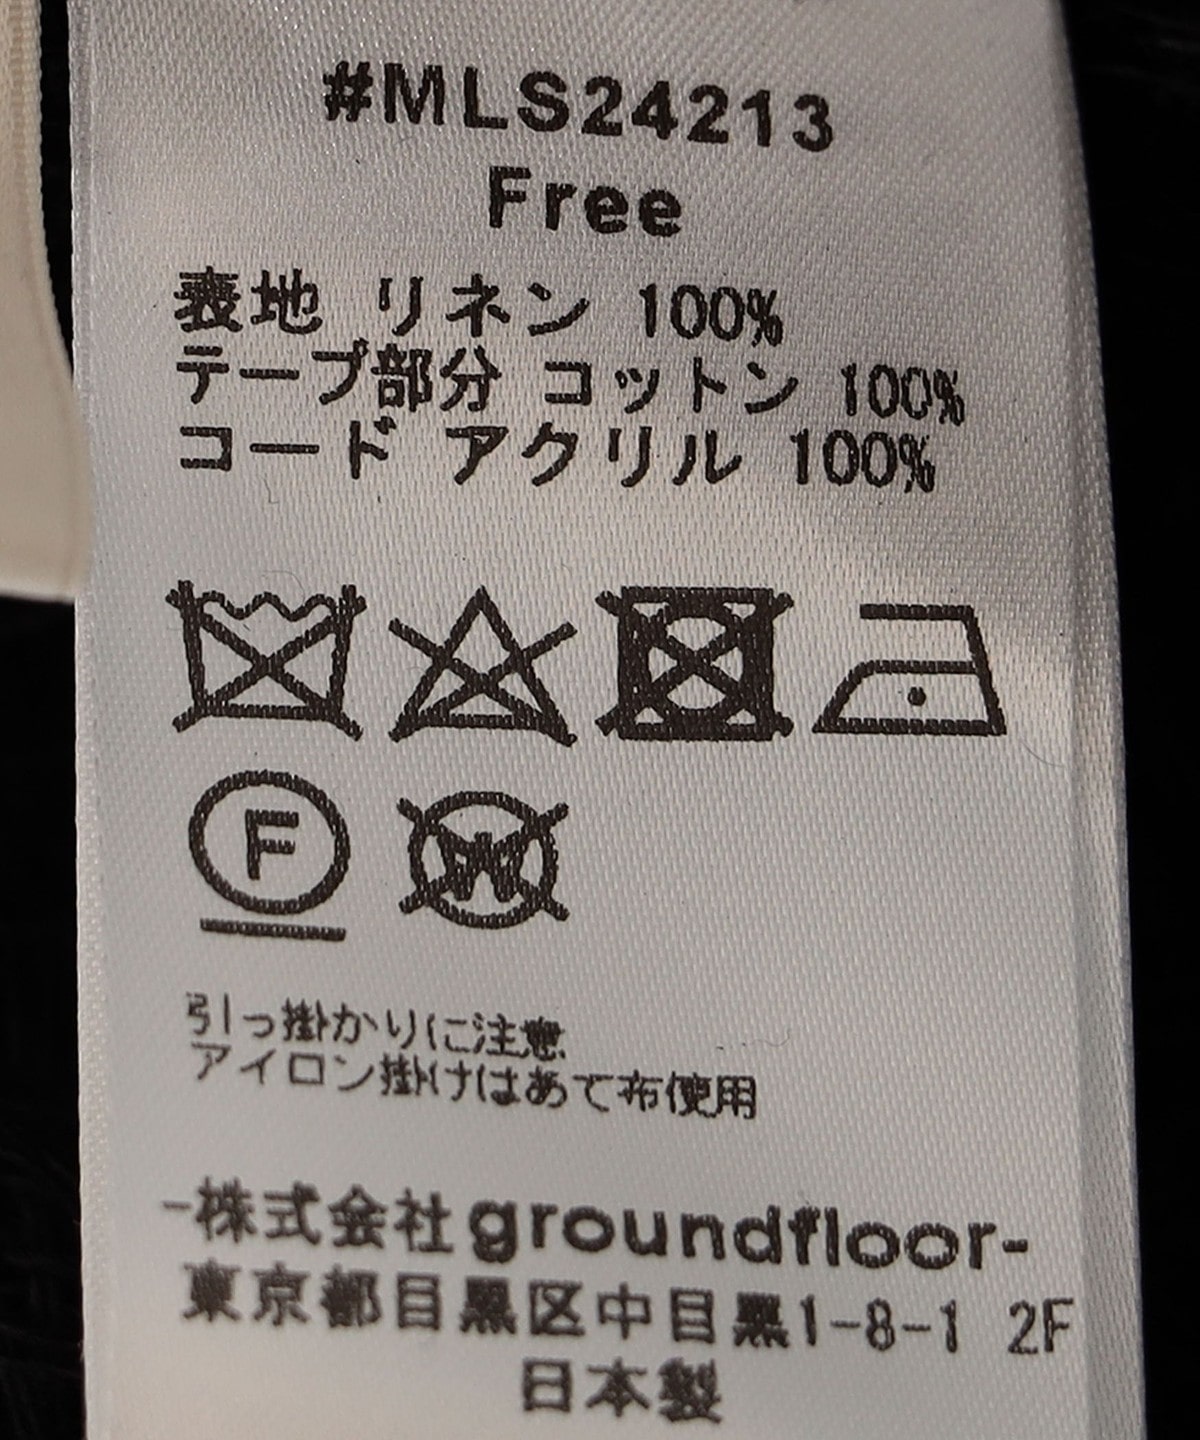 #MLS24213
Free
表地 リネン 100%
テープ部分 コットン 100%
コード アクリル 100%
F
W
引っ掛かりに注意
アイロン掛けはあて布使用
-株式会社groundfloor-
東京都目黒区中目黒1-8-1 2F
日本製